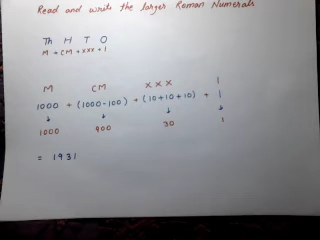 Read and write the larger Roman Numerals
Th H T O
M + CM + XXX + I
M CM XXX I
1000 + (1000-100) + (10+10+10) + 1
↓ ↓ ↓ ↓
1000 900 30 1
= 1931